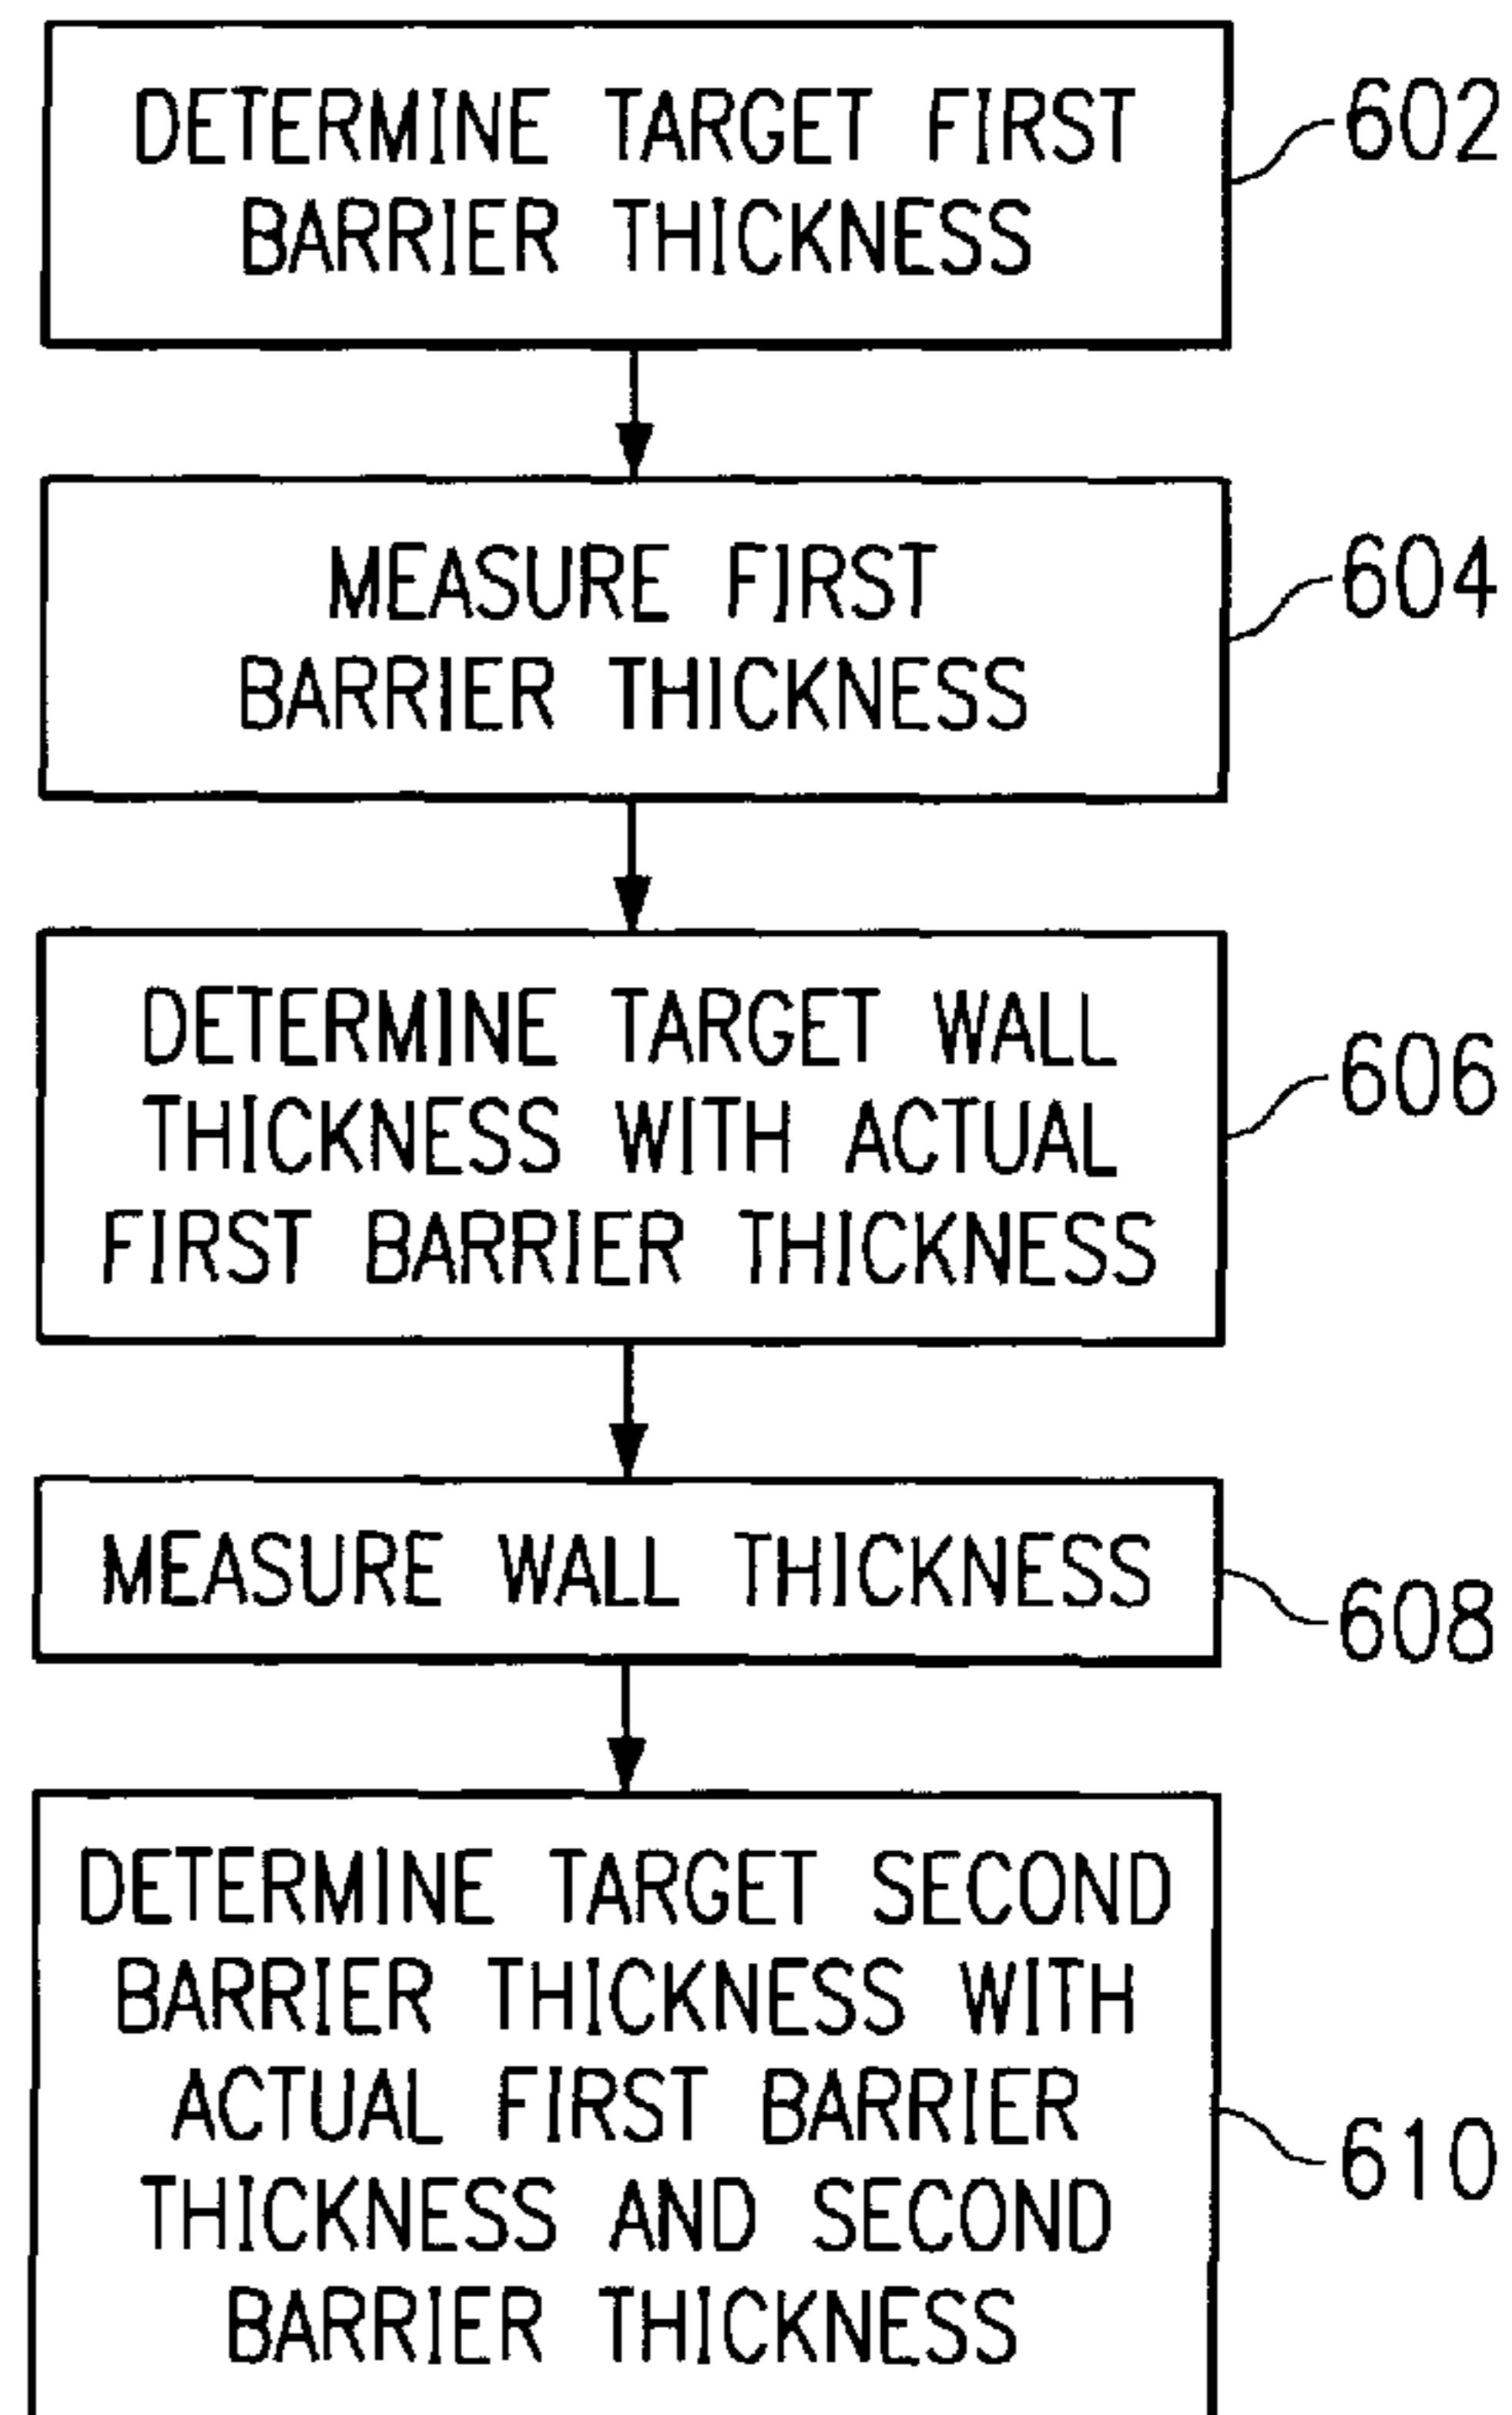 DETERMINE TARGET FIRST
BARRIER THICKNESS
602
MEASURE FIRST
BARRIER THICKNESS
604
DETERMINE TARGET WALL
THICKNESS WITH ACTUAL
FIRST BARRIER THICKNESS
606
MEASURE WALL THICKNESS
608
DETERMINE TARGET SECOND
BARRIER THICKNESS WITH
ACTUAL FIRST BARRIER
THICKNESS AND SECOND
BARRIER THICKNESS
610